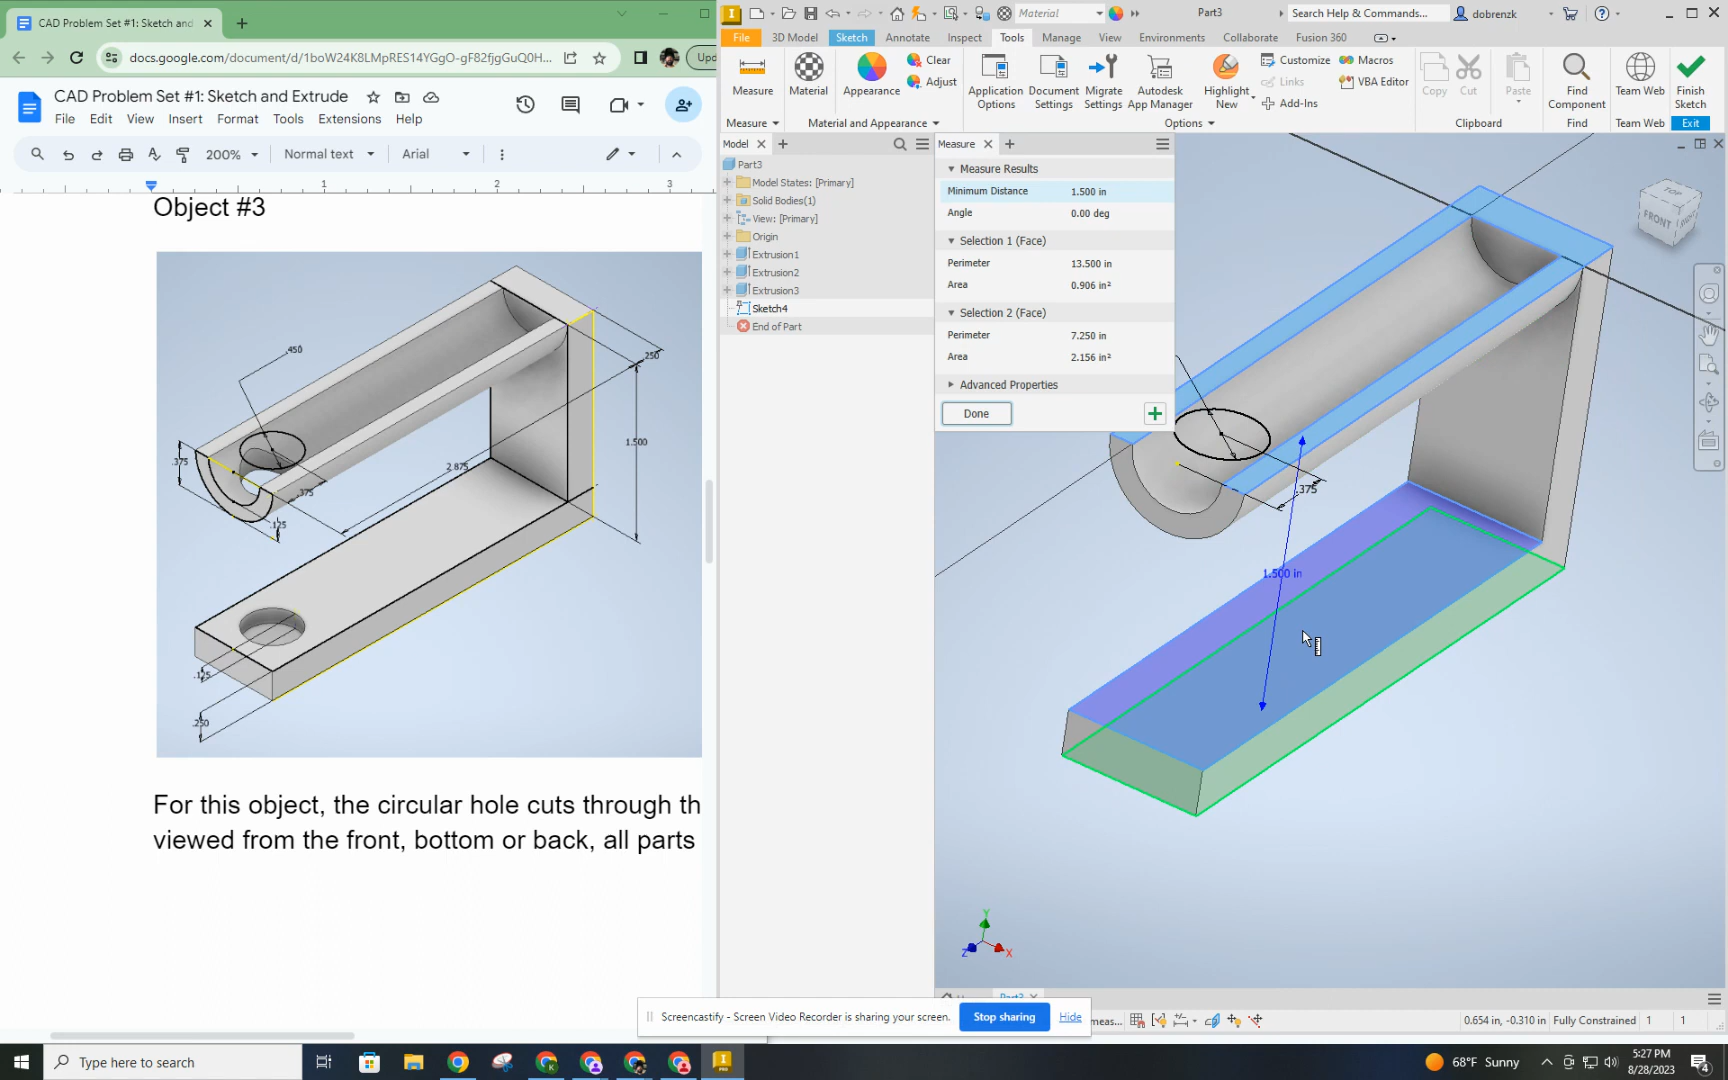 CAD Problem Set #1: Sketch and
docs.google.com/document/d/1boW24K8LMpRES14YGgO-gF82fjgGuQ0H...
Upd
CAD Problem Set #1: Sketch and Extrude
File Edit View Insert Format Tools Extensions Help
200% Normal text Arial
1 2 3
Object #3
.450
.250
1.500
.375
2.875
.375
.125
.125
.250
For this object, the circular hole cuts through th
viewed from the front, bottom or back, all parts
Material
Part3
Search Help & Commands...
dobrenzk
File 3D Model Sketch Annotate Inspect Tools Manage View Environments Collaborate Fusion 360
Measure
Material
Appearance
Clear
Adjust
Application Options
Document Settings
Migrate Settings
Autodesk App Manager
Highlight New
Customize
Links
Add-Ins
Macros
VBA Editor
Copy
Cut
Paste
Find Component
Team Web
Finish Sketch
Measure Material and Appearance Options Clipboard Find Team Web Exit
Model
Part3
Model States: [Primary]
Solid Bodies(1)
View: [Primary]
Origin
Extrusion1
Extrusion2
Extrusion3
Sketch4
End of Part
Measure
Measure Results
Minimum Distance 1.500 in
Angle 0.00 deg
Selection 1 (Face)
Perimeter 13.500 in
Area 0.906 in²
Selection 2 (Face)
Perimeter 7.250 in
Area 2.156 in²
Advanced Properties
Done
TOP
FRONT
RIGHT
.375
1.500 in
Y
Z
X
Part3
Screencastify - Screen Video Recorder is sharing your screen. Stop sharing Hide
meas...
0.654 in, -0.310 in Fully Constrained 1 1
Type here to search
PRO
68°F Sunny
5:27 PM
8/28/2023
4